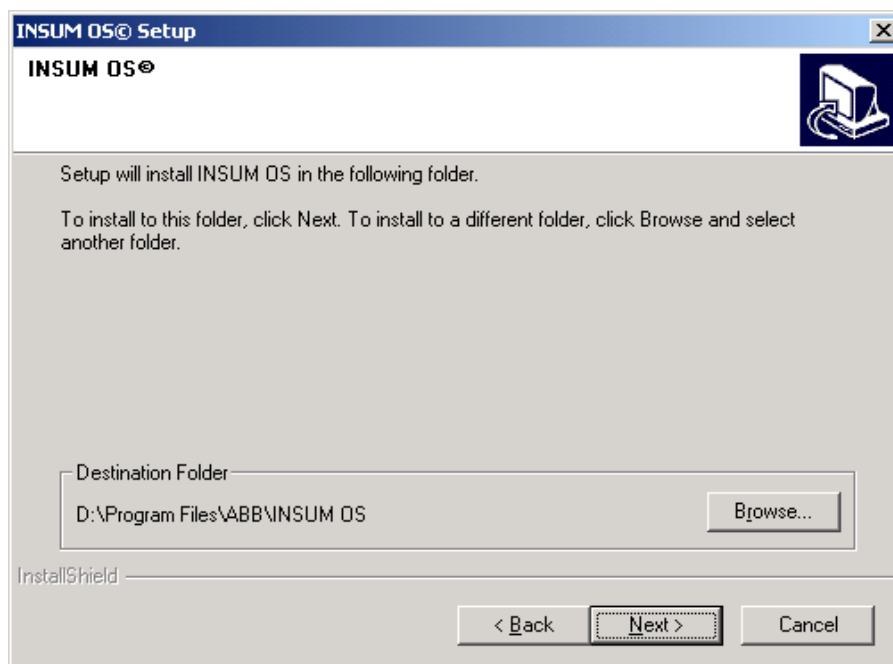 INSUM OS© Setup
INSUM OS©
Setup will install INSUM OS in the following folder.
To install to this folder, click Next. To install to a different folder, click Browse and select
another folder.
Destination Folder
D:\Program Files\ABB\INSUM OS
Browse...
InstallShield
< Back
Next >
Cancel